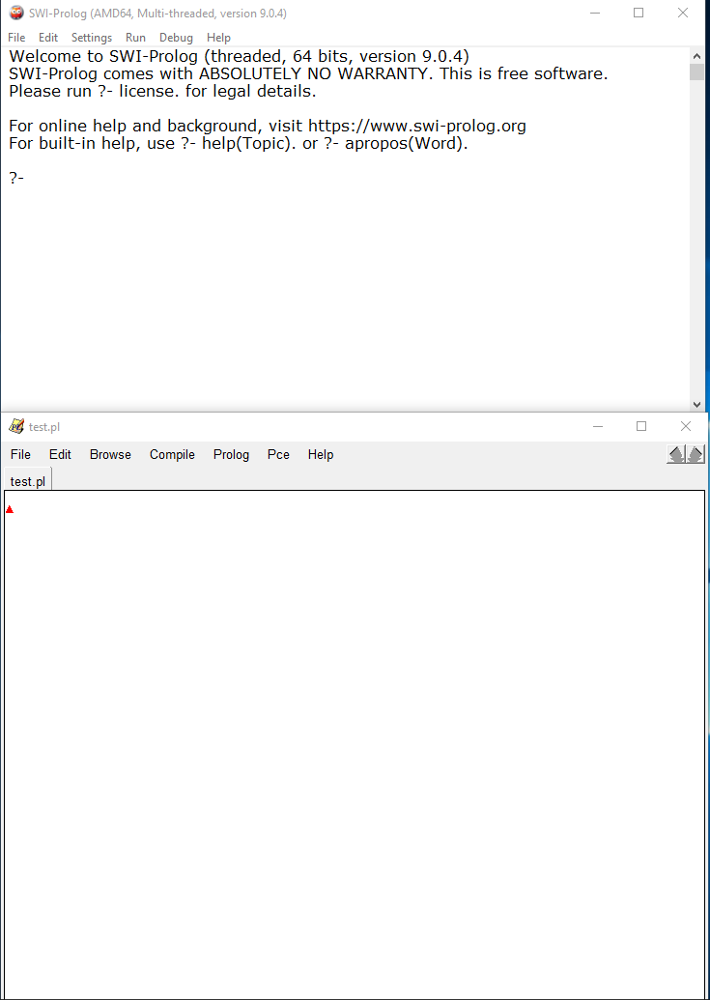 SWI-Prolog (AMD64, Multi-threaded, version 9.0.4)
File Edit Settings Run Debug Help
Welcome to SWI-Prolog (threaded, 64 bits, version 9.0.4)
SWI-Prolog comes with ABSOLUTELY NO WARRANTY. This is free software.
Please run ?- license. for legal details.
For online help and background, visit https://www.swi-prolog.org
For built-in help, use ?- help(Topic). or ?- apropos(Word).
?-
test.pl
File Edit Browse Compile Prolog Pce Help
test.pl